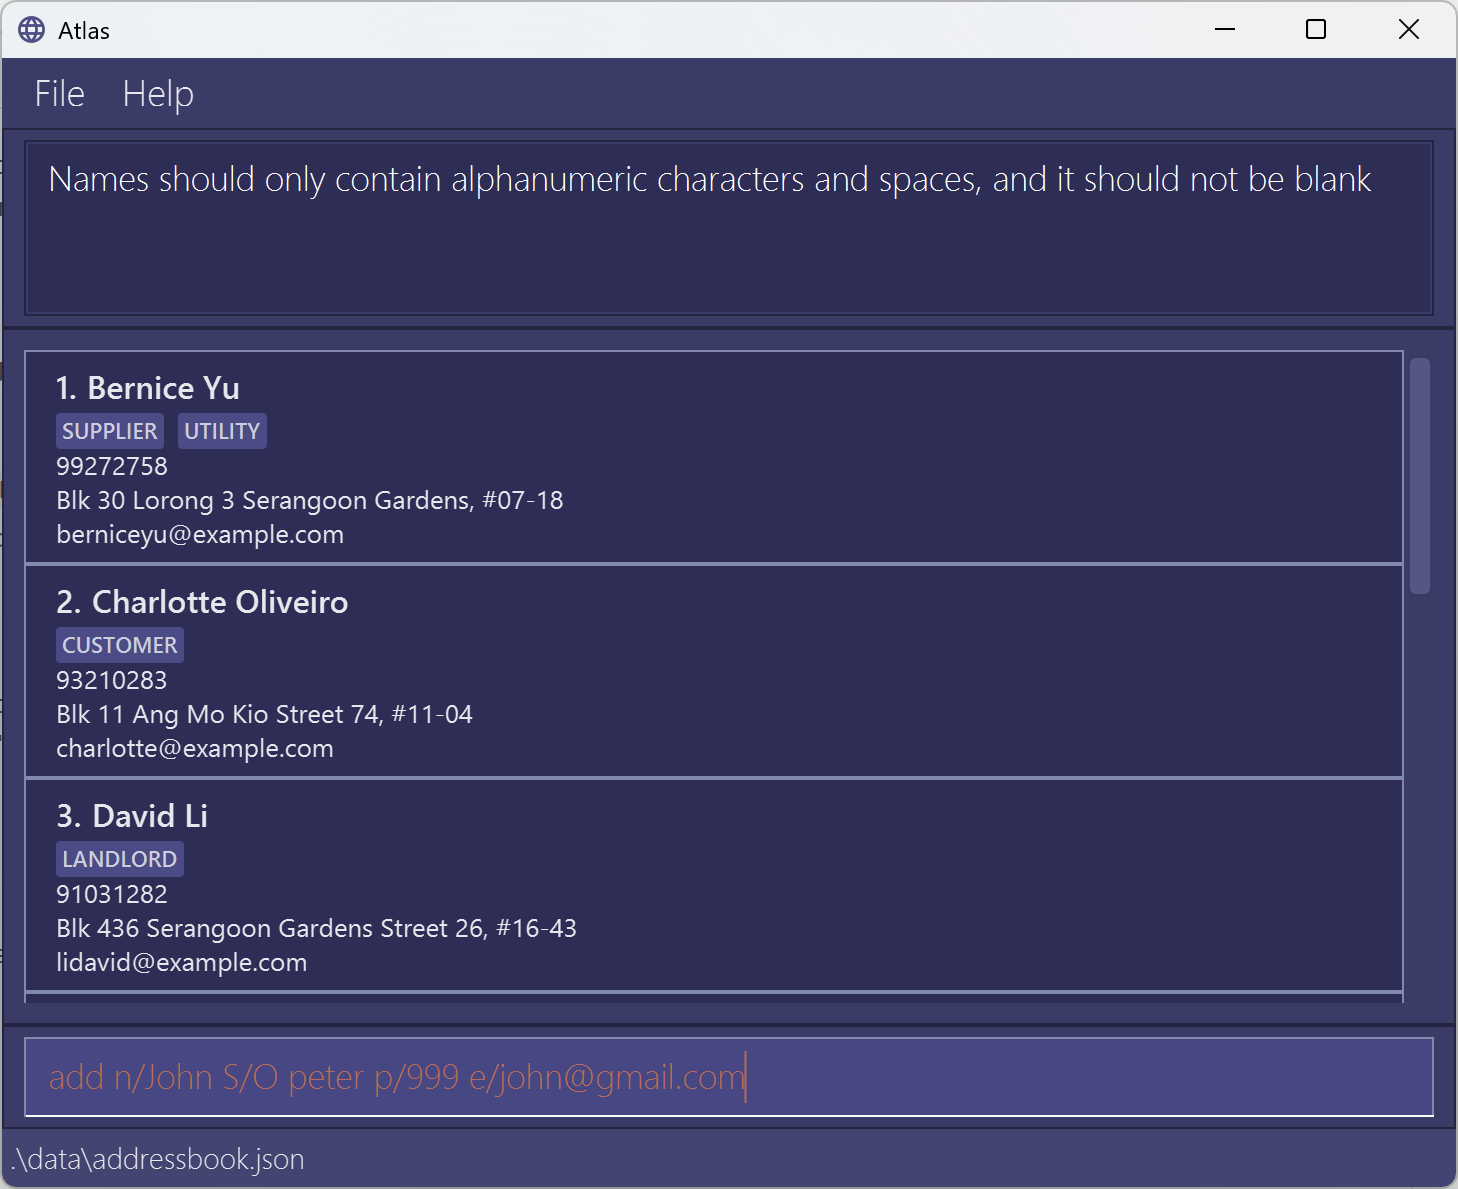 Atlas
File Help
Names should only contain alphanumeric characters and spaces, and it should not be blank
1. Bernice Yu
SUPPLIER UTILITY
99272758
Blk 30 Lorong 3 Serangoon Gardens, #07-18
berniceyu@example.com
2. Charlotte Oliveiro
CUSTOMER
93210283
Blk 11 Ang Mo Kio Street 74, #11-04
charlotte@example.com
3. David Li
LANDLORD
91031282
Blk 436 Serangoon Gardens Street 26, #16-43
lidavid@example.com
add n/John S/O peter p/999 e/john@gmail.com
.\data\addressbook.json